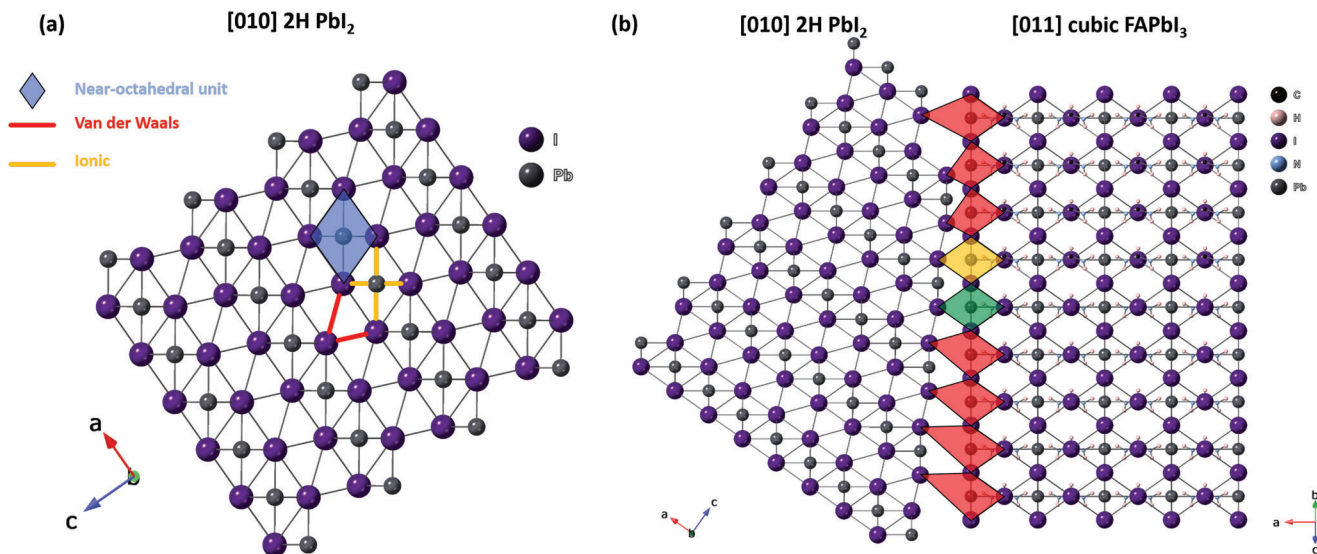 (a)
[010] 2H PbI₂
Near-octahedral unit
Van der Waals
Ionic
I
Pb
a
b
c
(b)
[010] 2H PbI₂
[011] cubic FAPbI₃
C
H
I
N
Pb
a
b
c
b
a
c